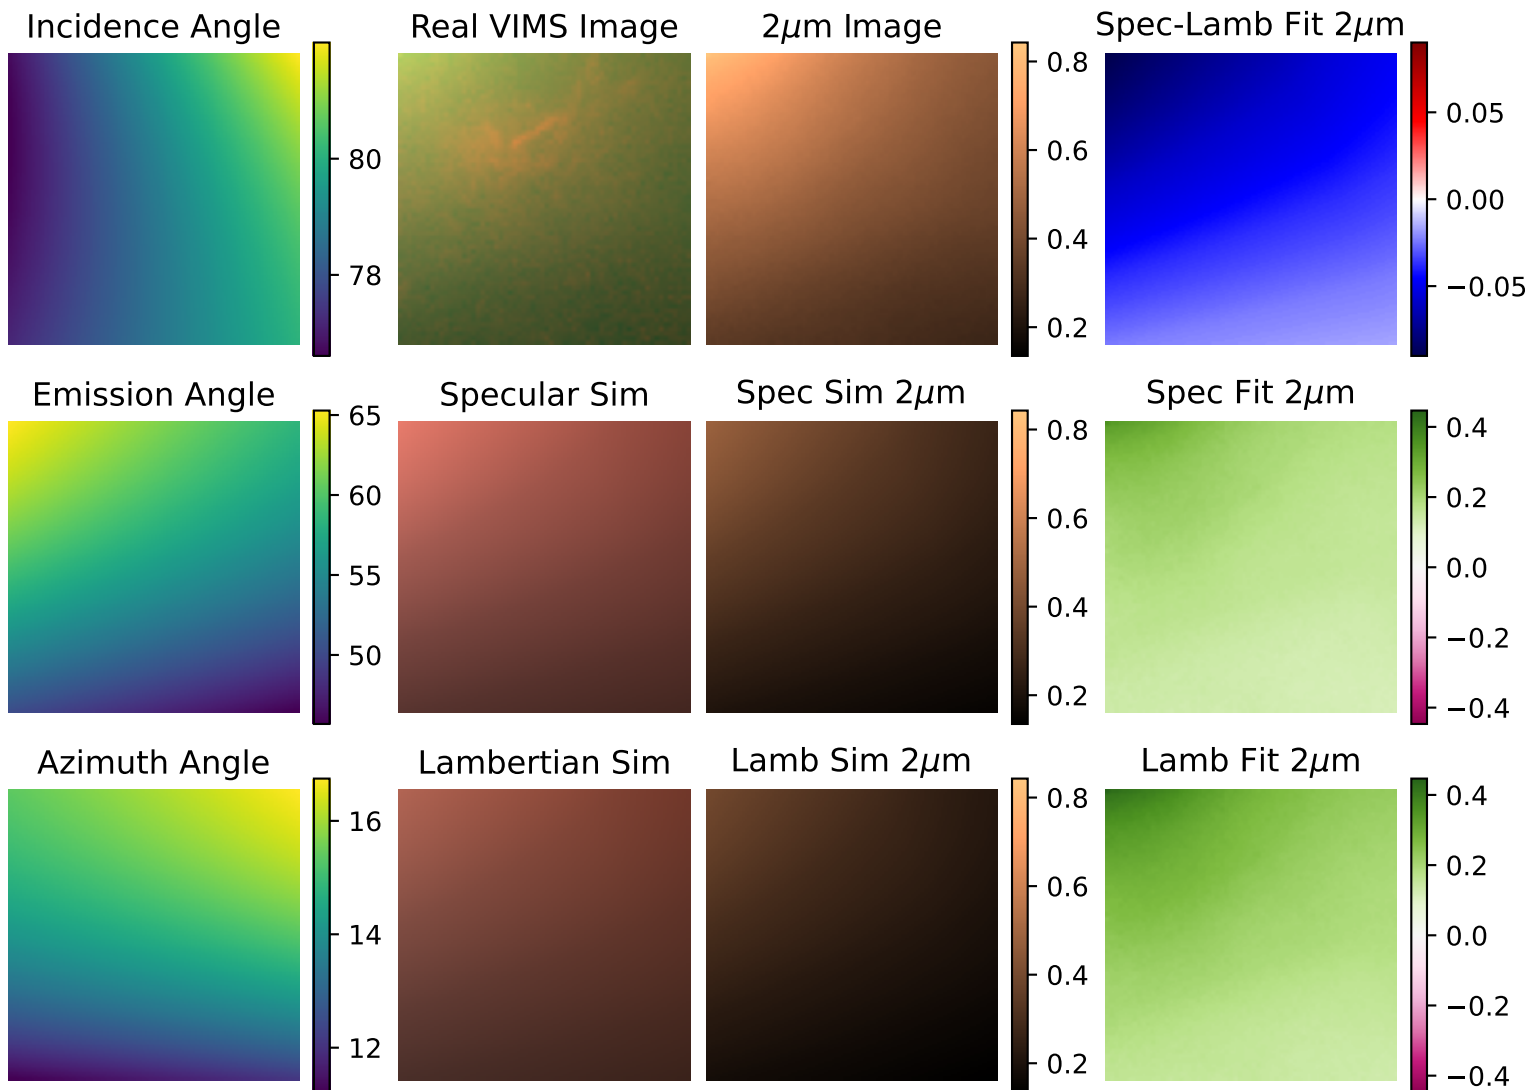 Incidence Angle
80
78
Real VIMS Image
2μm Image
0.8
0.6
0.4
0.2
Spec-Lamb Fit 2μm
0.05
0.00
−0.05
Emission Angle
65
60
55
50
Specular Sim
Spec Sim 2μm
0.8
0.6
0.4
0.2
Spec Fit 2μm
0.4
0.2
0.0
−0.2
−0.4
Azimuth Angle
16
14
12
Lambertian Sim
Lamb Sim 2μm
0.8
0.6
0.4
0.2
Lamb Fit 2μm
0.4
0.2
0.0
−0.2
−0.4